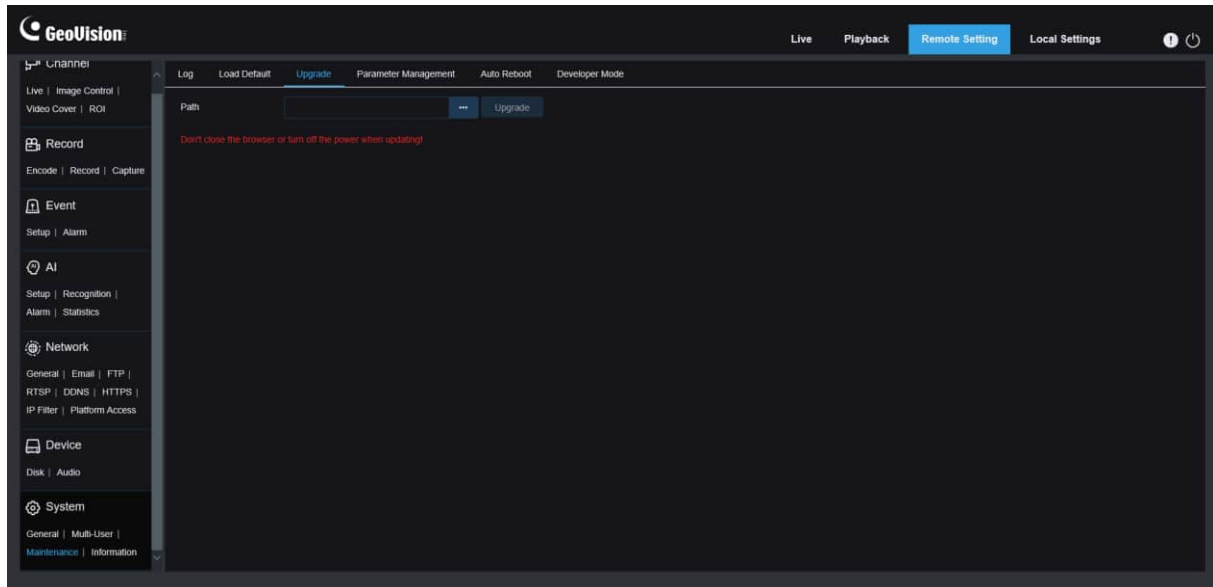 GeoVision
Live Playback Remote Setting Local Settings
Channel
Live | Image Control |
Video Cover | ROI
Record
Encode | Record | Capture
Event
Setup | Alarm
AI
Setup | Recognition |
Alarm | Statistics
Network
General | Email | FTP |
RTSP | DDNS | HTTPS |
IP Filter | Platform Access
Device
Disk | Audio
System
General | Multi-User |
Maintenance | Information
Log Load Default Upgrade Parameter Management Auto Reboot Developer Mode
Path ... Upgrade
Don't close the browser or turn off the power when updating!